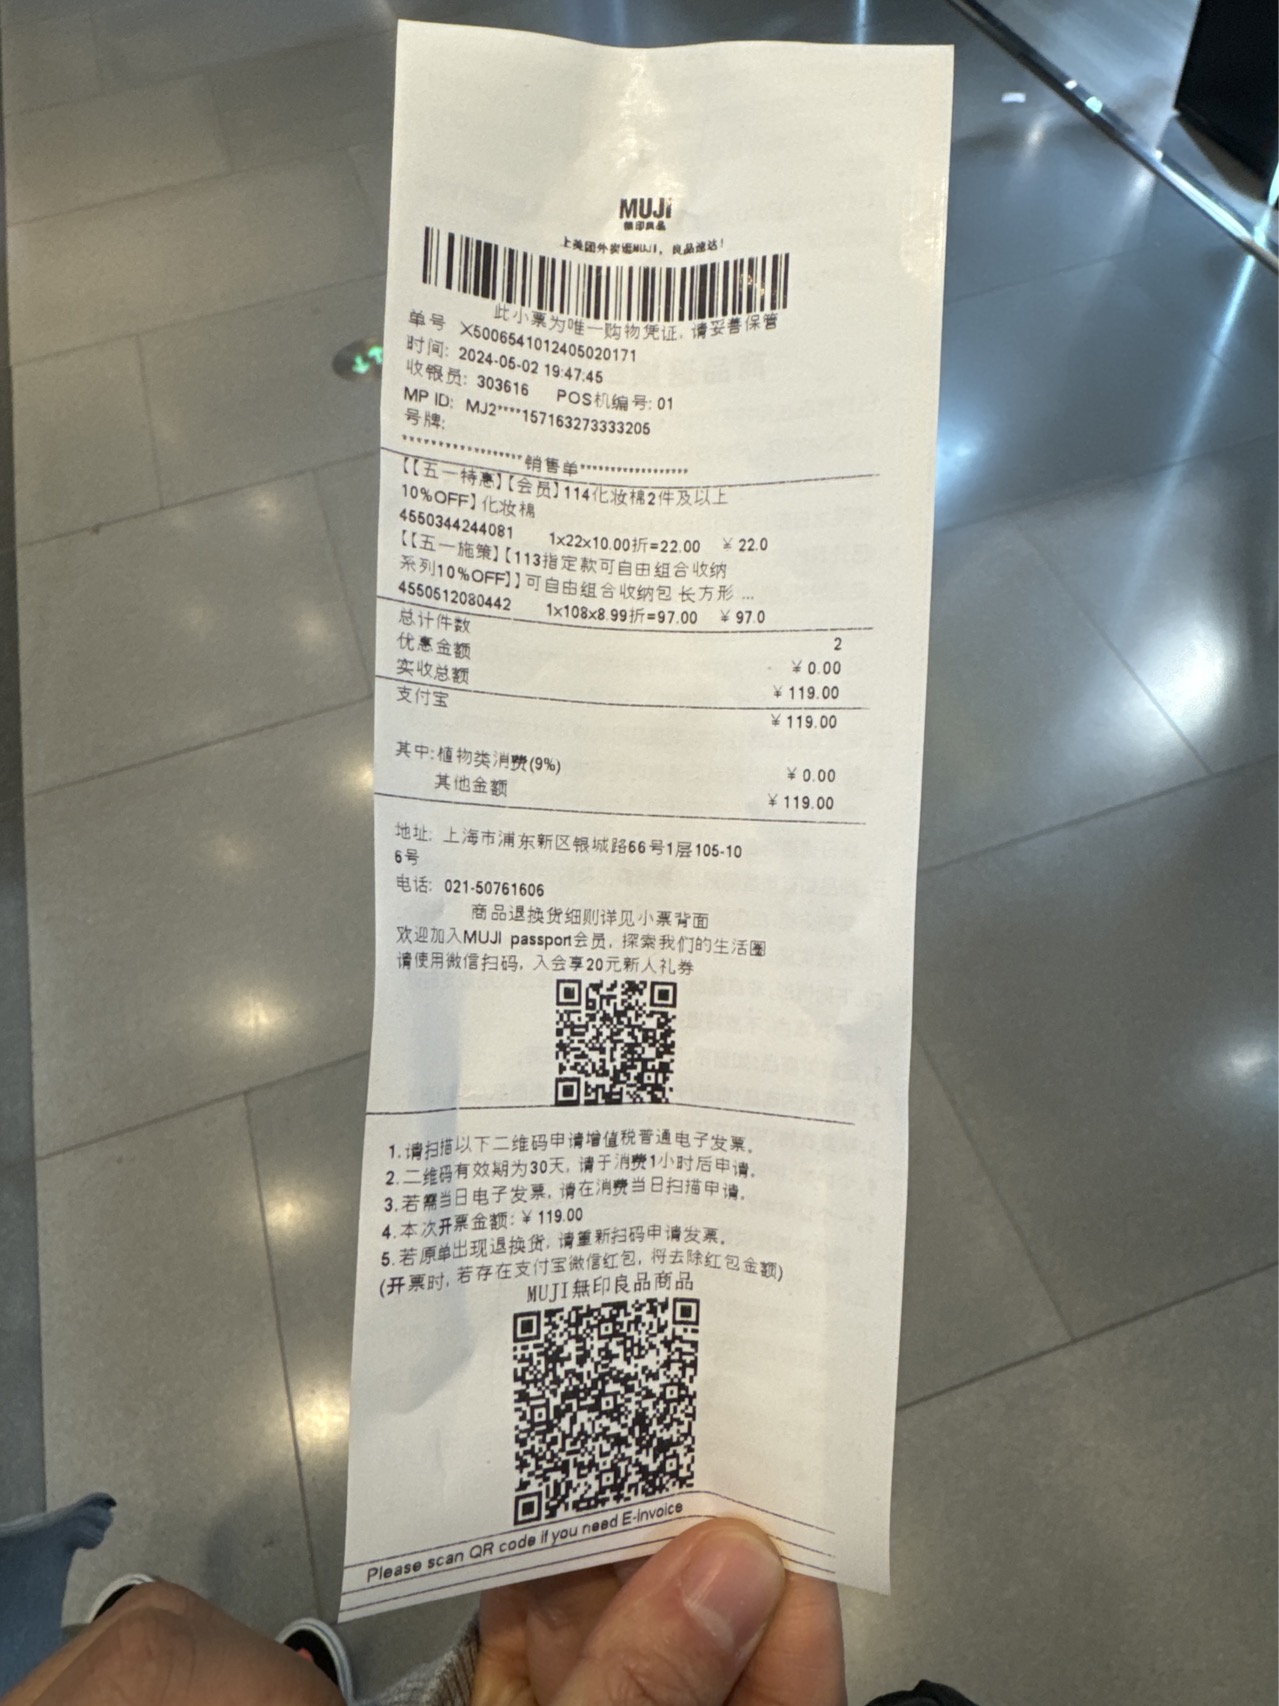 MUJI
無印良品
上美团外卖逛MUJI，良品速达！
此小票为唯一购物凭证，请妥善保管
单号 X5006541012405020171
时间: 2024-05-02 19:47:45
收银员: 303616 POS机编号: 01
MP ID: MJ2****157163273333205
号牌:
******************销售单******************
【【五一特惠】【会员】114化妆棉2件及以上
10%OFF】化妆棉
4550344244081 1x22x10.00折=22.00 ￥22.0
【【五一施策】【113指定款可自由组合收纳
系列10%OFF】】可自由组合收纳包 长方形 ...
4550512080442 1x108x8.99折=97.00 ￥97.0
总计件数 2
优惠金额 ￥0.00
实收总额 ￥119.00
支付宝 ￥119.00
其中:植物类消费(9%) ￥0.00
其他金额 ￥119.00
地址: 上海市浦东新区银城路66号1层105-10
6号
电话: 021-50761606
商品退换货细则详见小票背面
欢迎加入MUJI passport会员，探索我们的生活圈
请使用微信扫码，入会享20元新人礼券
1.请扫描以下二维码申请增值税普通电子发票。
2.二维码有效期为30天，请于消费1小时后申请。
3.若需当日电子发票，请在消费当日扫描申请。
4.本次开票金额:￥119.00
5.若原单出现退换货，请重新扫码申请发票。
(开票时，若存在支付宝微信红包，将去除红包金额)
MUJI無印良品商品
Please scan QR code if you need E-invoice